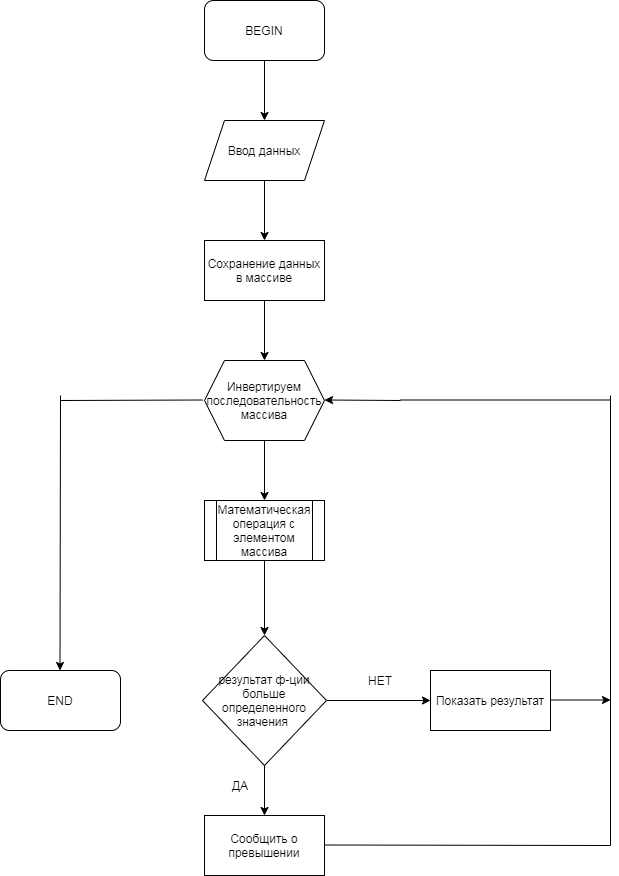 BEGIN
Ввод данных
Сохранение данных
в массиве
Инвертируем
последовательность
массива
Математическая
операция с
элементом
массива
результат ф-ции
больше
определенного
значения
НЕТ
Показать результат
END
ДА
Сообщить о
превышении